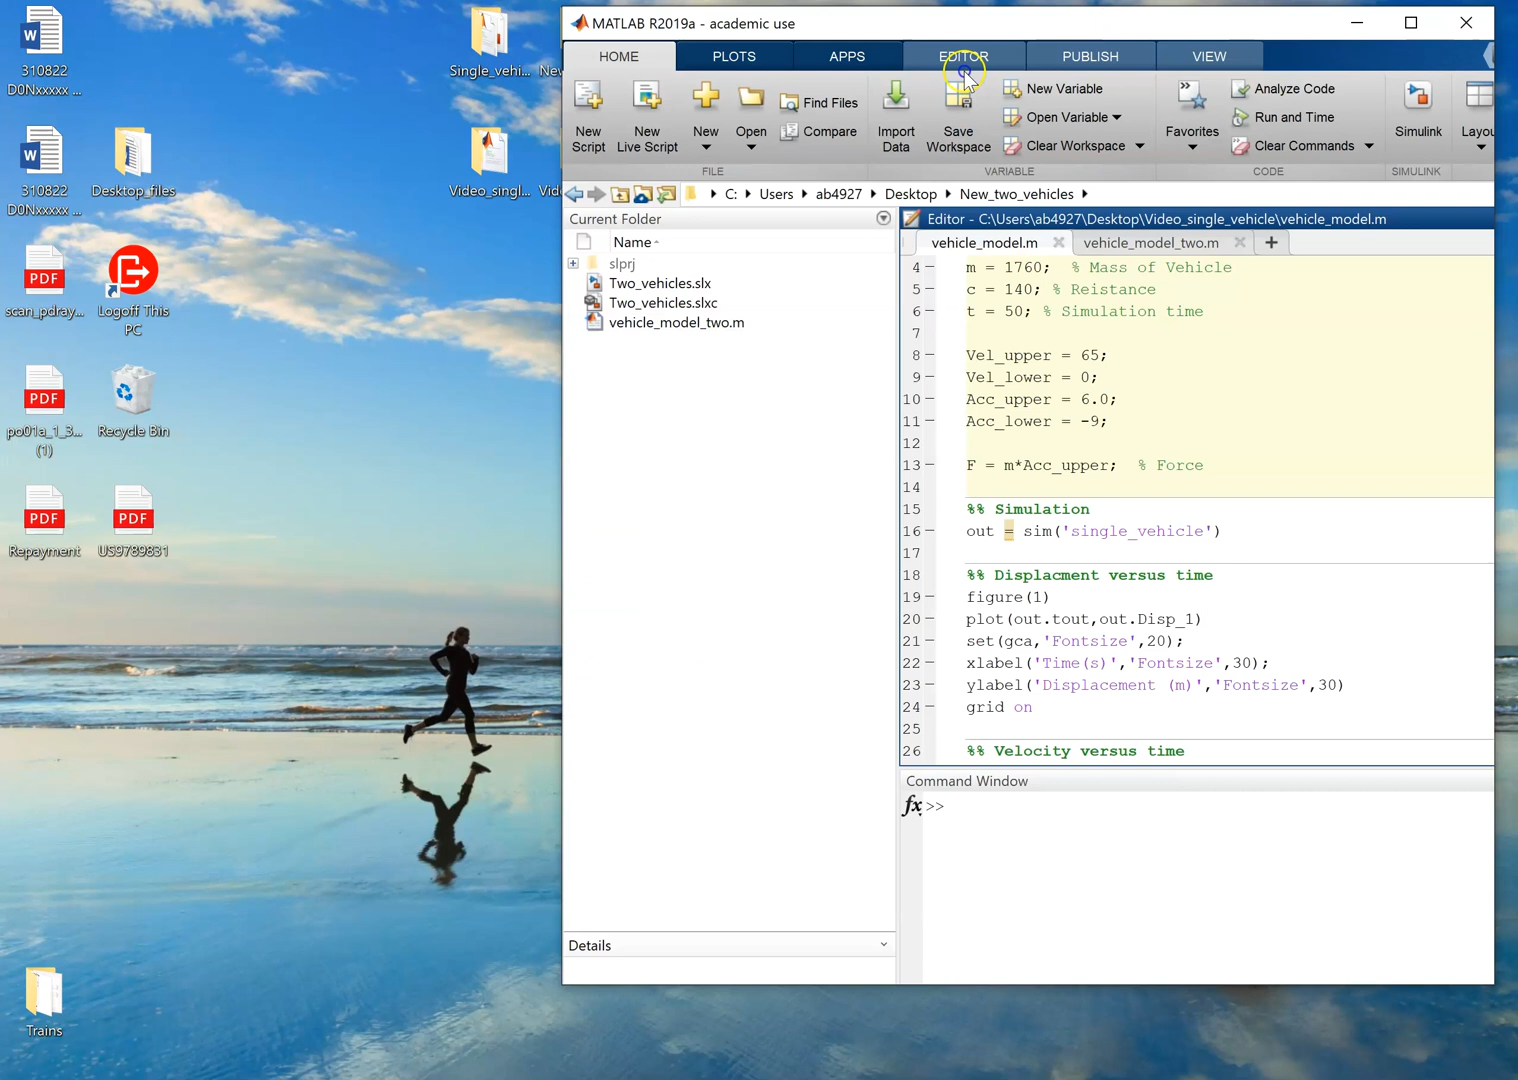 310822
D0Nxxxxx ...
310822
D0Nxxxxx ...
Desktop_files
scan_pdray...
Logoff This
PC
po01a_1_3...
(1)
Recycle Bin
Repayment
US9789831
Trains
Single_vehi...
Video_singl...
PDF
PDF
PDF
PDF
MATLAB R2019a - academic use
HOME PLOTS APPS EDITOR PUBLISH VIEW
New
Script
New
Live Script
New
Open
Find Files
Compare
Import
Data
Save
Workspace
New Variable
Open Variable
Clear Workspace
Favorites
Analyze Code
Run and Time
Clear Commands
Simulink
Layou
FILE VARIABLE CODE SIMULINK
C: Users ab4927 Desktop New_two_vehicles
Current Folder
Name
slprj
Two_vehicles.slx
Two_vehicles.slxc
vehicle_model_two.m
Details
Editor - C:\Users\ab4927\Desktop\Video_single_vehicle\vehicle_model.m
vehicle_model.m vehicle_model_two.m
4 m = 1760; % Mass of Vehicle
5 c = 140; % Reistance
6 t = 50; % Simulation time
7
8 Vel_upper = 65;
9 Vel_lower = 0;
10 Acc_upper = 6.0;
11 Acc_lower = -9;
12
13 F = m*Acc_upper; % Force
14
15 %% Simulation
16 out = sim('single_vehicle')
17
18 %% Displacment versus time
19 figure(1)
20 plot(out.tout,out.Disp_1)
21 set(gca,'Fontsize',20);
22 xlabel('Time(s)','Fontsize',30);
23 ylabel('Displacement (m)','Fontsize',30)
24 grid on
25
26 %% Velocity versus time
Command Window
fx >>